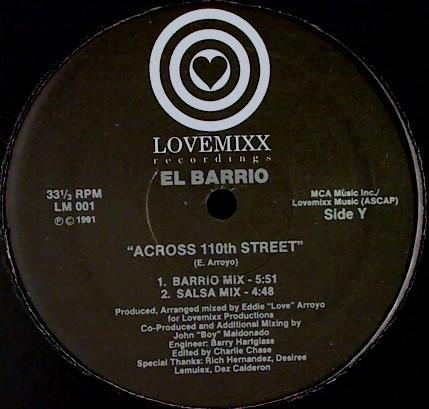 LOVEMIXX
recordings
EL BARRIO
33⅓ RPM
LM 001
℗ © 1991
MCA Music Inc./
Lovemixx Music (ASCAP)
Side Y
"ACROSS 110th STREET"
(E. Arroyo)
1. BARRIO MIX - 5:51
2. SALSA MIX - 4:48
Produced, Arranged mixed by Eddie "Love" Arroyo
for Lovemixx Productions
Co-Produced and Additional Mixing by
John "Boy" Maldonado
Engineer: Barry Hartglass
Edited by Charlie Chase
Special Thanks: Rich Hernandez, Desiree
Lemuiex, Dez Calderon